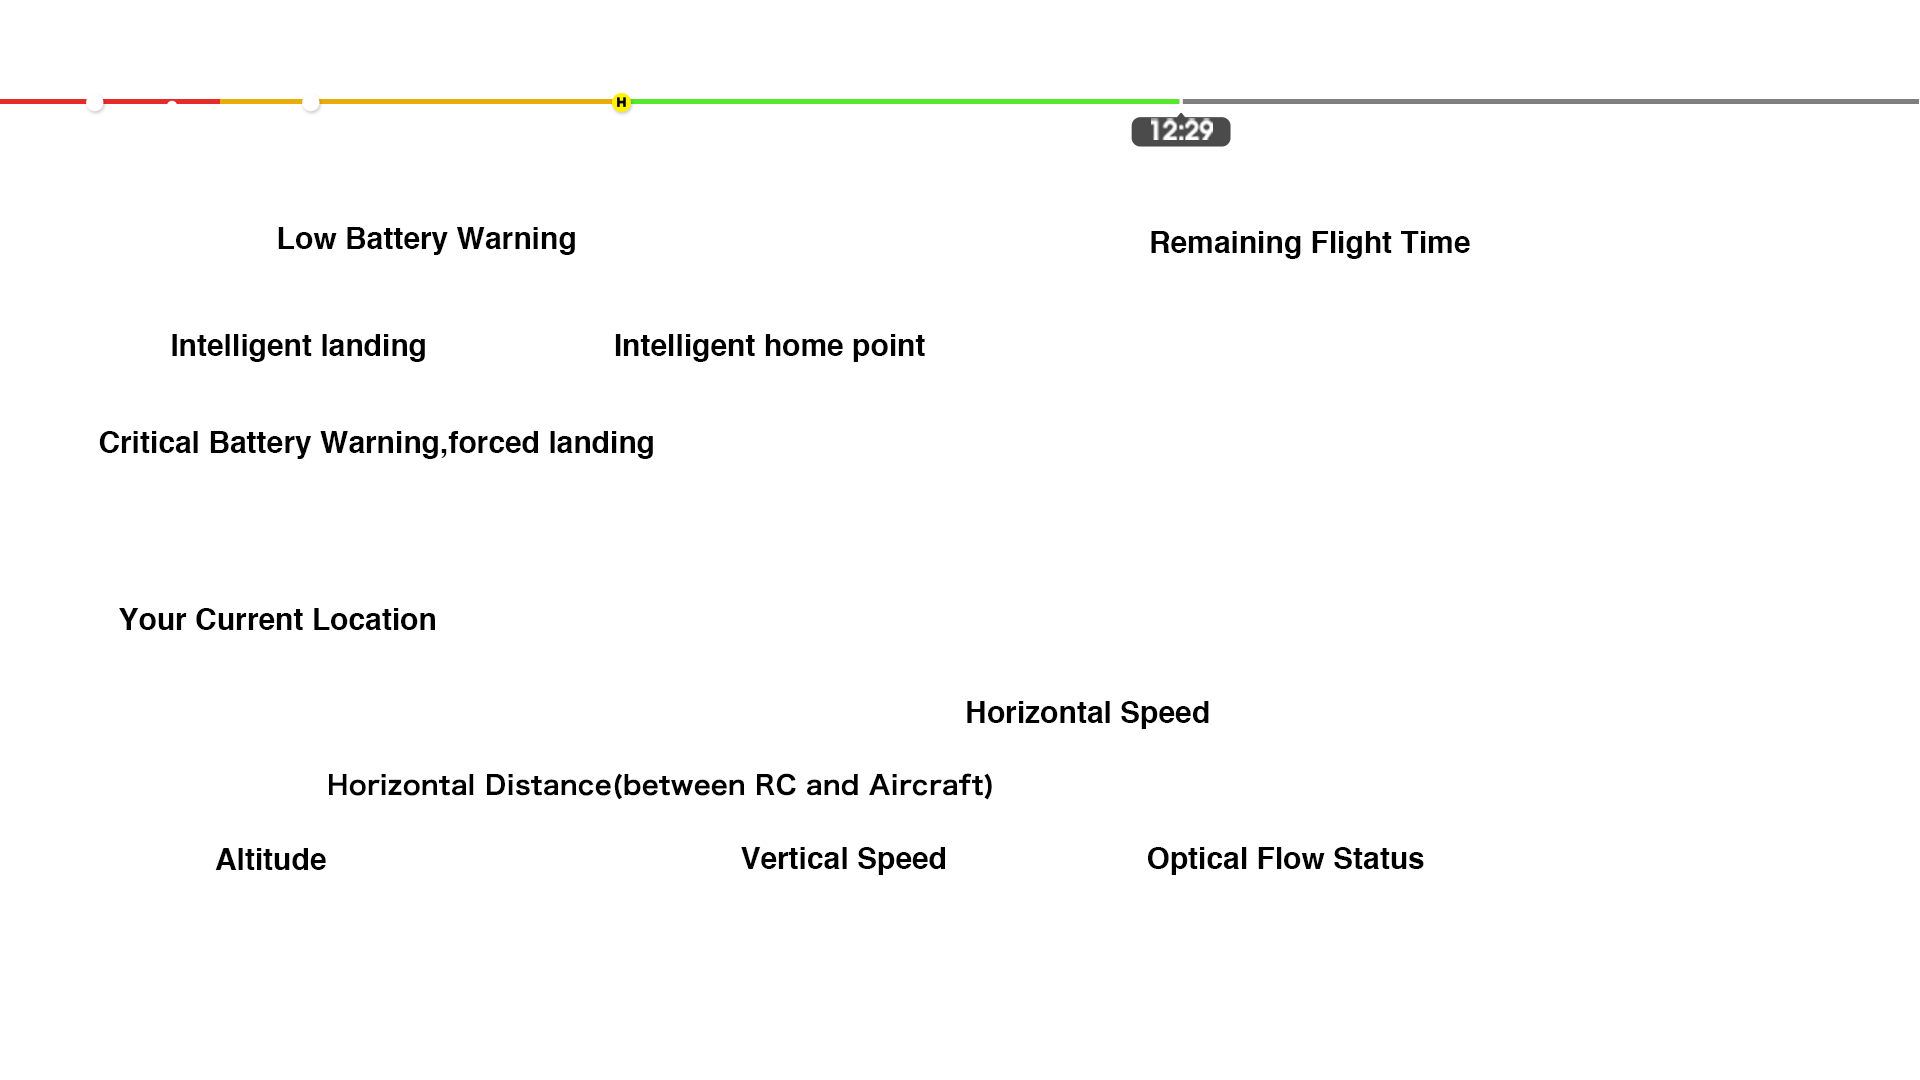 H
12:29
Low Battery Warning
Remaining Flight Time
Intelligent landing
Intelligent home point
Critical Battery Warning,forced landing
Your Current Location
Horizontal Speed
Horizontal Distance(between RC and Aircraft)
Altitude
Vertical Speed
Optical Flow Status